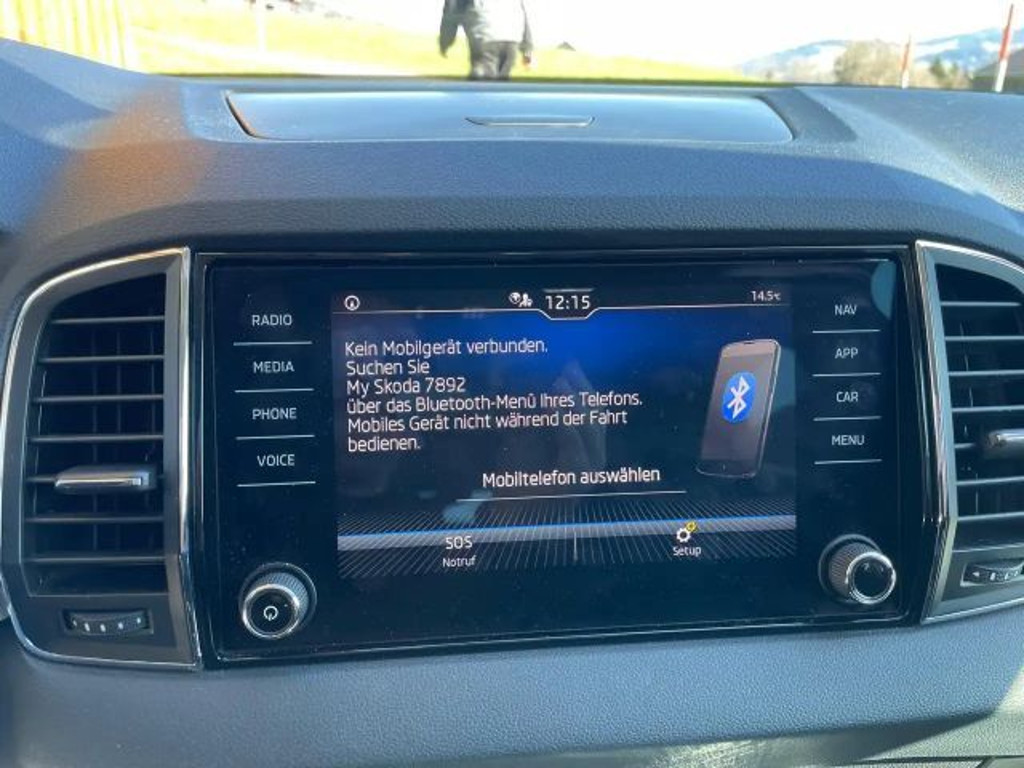 12:15
14.5°C
RADIO
MEDIA
PHONE
VOICE
Kein Mobilgerät verbunden.
Suchen Sie
My Skoda 7892
über das Bluetooth-Menü Ihres Telefons.
Mobiles Gerät nicht während der Fahrt
bedienen.
Mobiltelefon auswählen
SOS
Notruf
Setup
NAV
APP
CAR
MENU